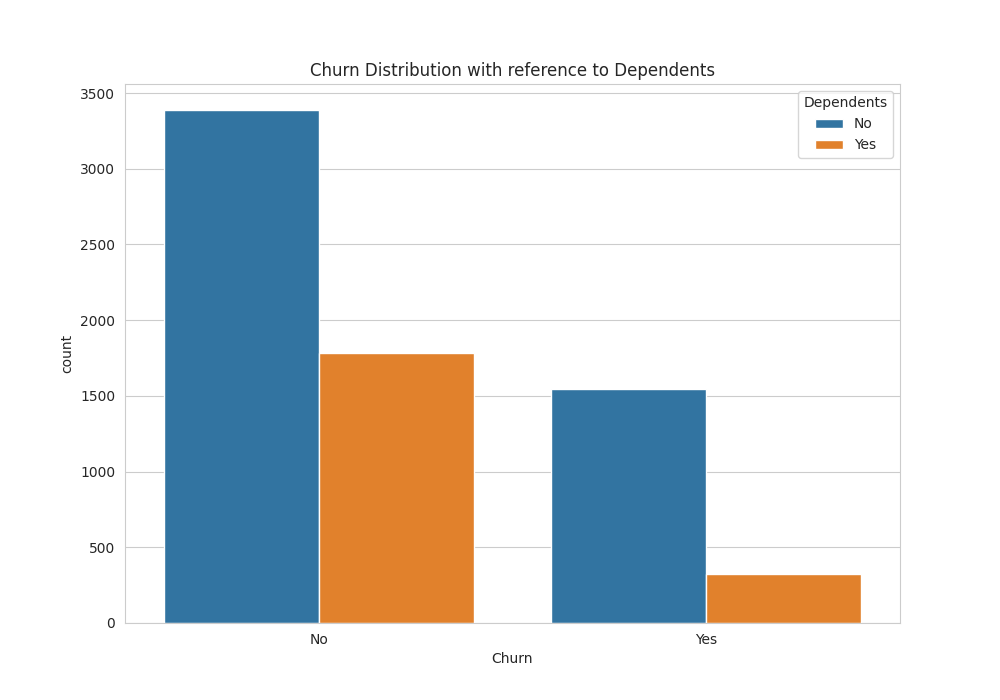 Churn Distribution with reference to Dependents
3500
3000
2500
2000
1500
1000
500
0
count
Dependents
No
Yes
No
Yes
Churn